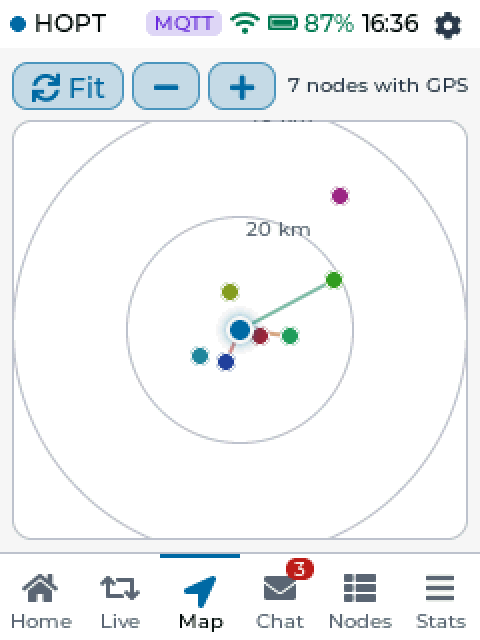 HOPT MQTT 87% 16:36
Fit − + 7 nodes with GPS
20 km
3
Home Live Map Chat Nodes Stats